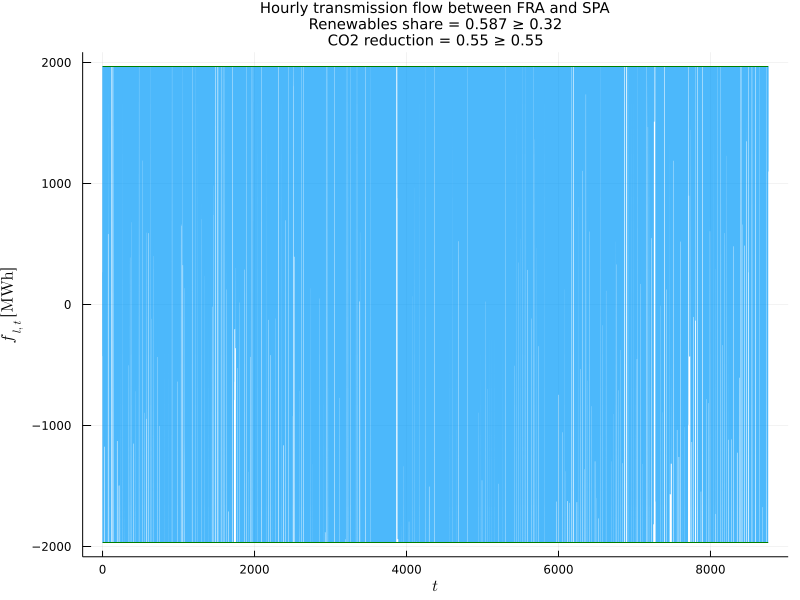 Hourly transmission flow between FRA and SPA
Renewables share = 0.587 ≥ 0.32
CO2 reduction = 0.55 ≥ 0.55
2000
1000
0
−1000
−2000
f_{l,t} [MWh]
0
2000
4000
6000
8000
t